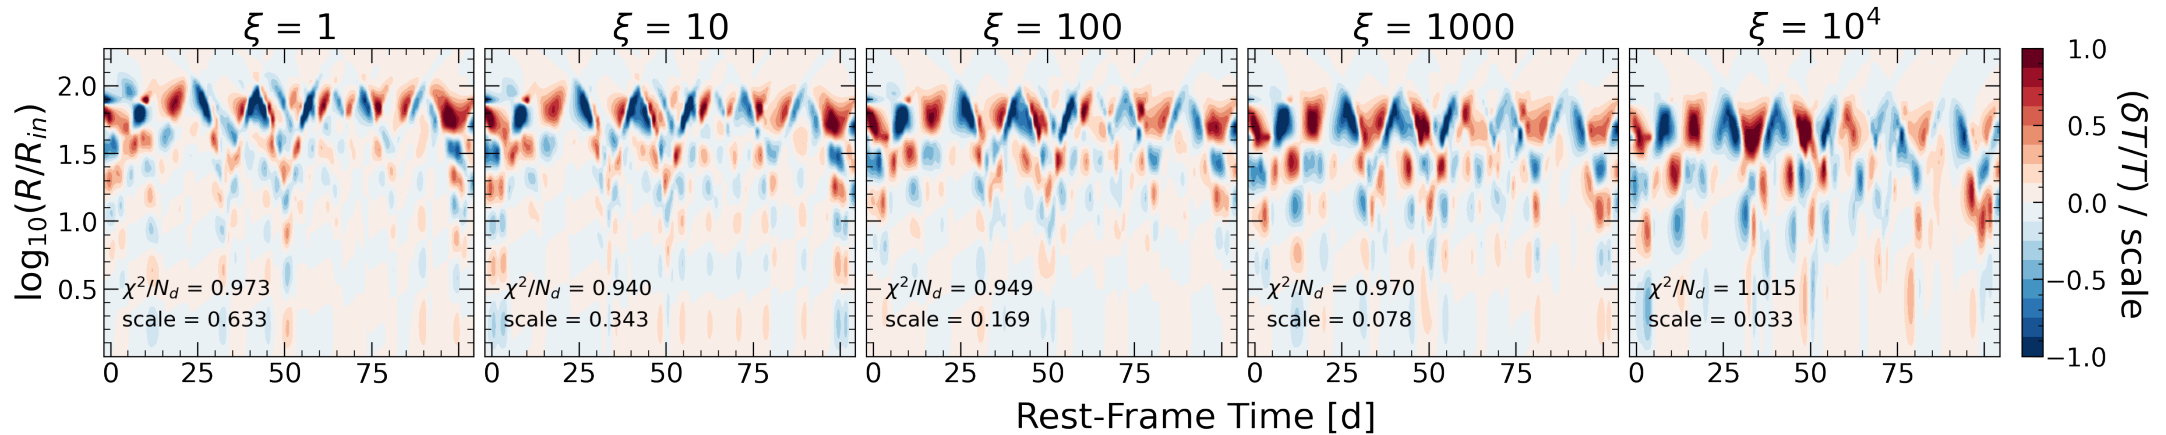 ξ = 1
ξ = 10
ξ = 100
ξ = 1000
ξ = 10⁴
log₁₀(R/Rᵢₙ)
2.0
1.5
1.0
0.5
χ²/N_d = 0.973
scale = 0.633
χ²/N_d = 0.940
scale = 0.343
χ²/N_d = 0.949
scale = 0.169
χ²/N_d = 0.970
scale = 0.078
χ²/N_d = 1.015
scale = 0.033
0 25 50 75
0 25 50 75
0 25 50 75
0 25 50 75
0 25 50 75
Rest-Frame Time [d]
1.0
0.5
0.0
−0.5
−1.0
(δT/T) / scale